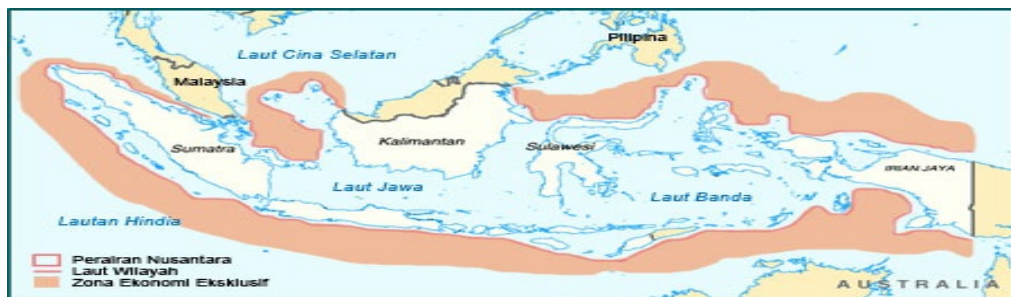 Pilipina
Laut Cina Selatan
Malaysia
Sumatra
Kalimantan
Sulawesi
IRIAN JAYA
Laut Jawa
Laut Banda
Lautan Hindia
Perairan Nusantara
Laut Wilayah
Zona Ekonomi Eksklusif
AUSTRALIA